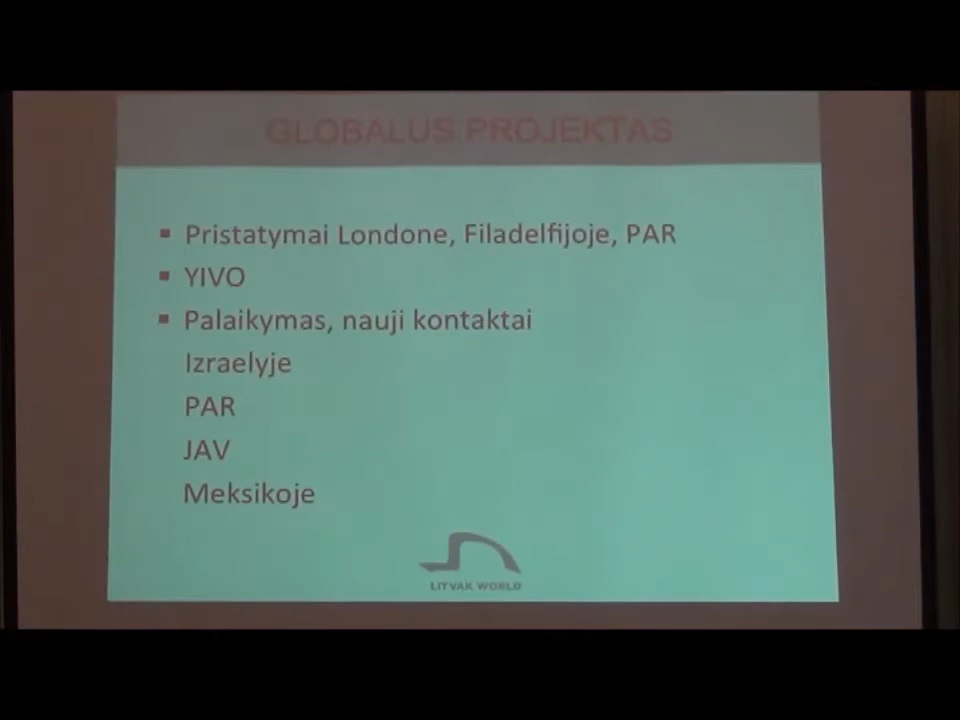 GLOBALUS PROJEKTAS
▪ Pristatymai Londone, Filadelfijoje, PAR
▪ YIVO
▪ Palaikymas, nauji kontaktai
Izraelyje
PAR
JAV
Meksikoje
LITVAK WORLD